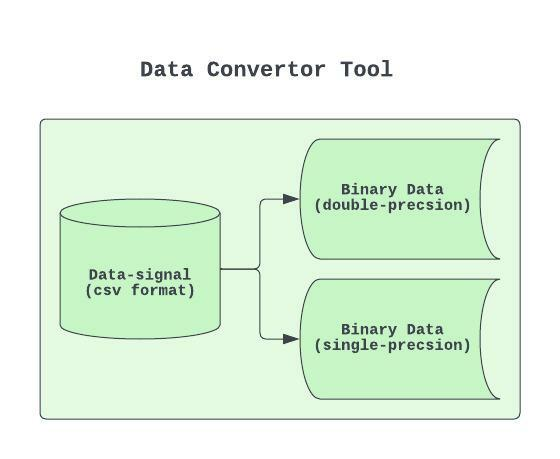 Data Convertor Tool
Binary Data
(double-precsion)
Data-signal
(csv format)
Binary Data
(single-precsion)